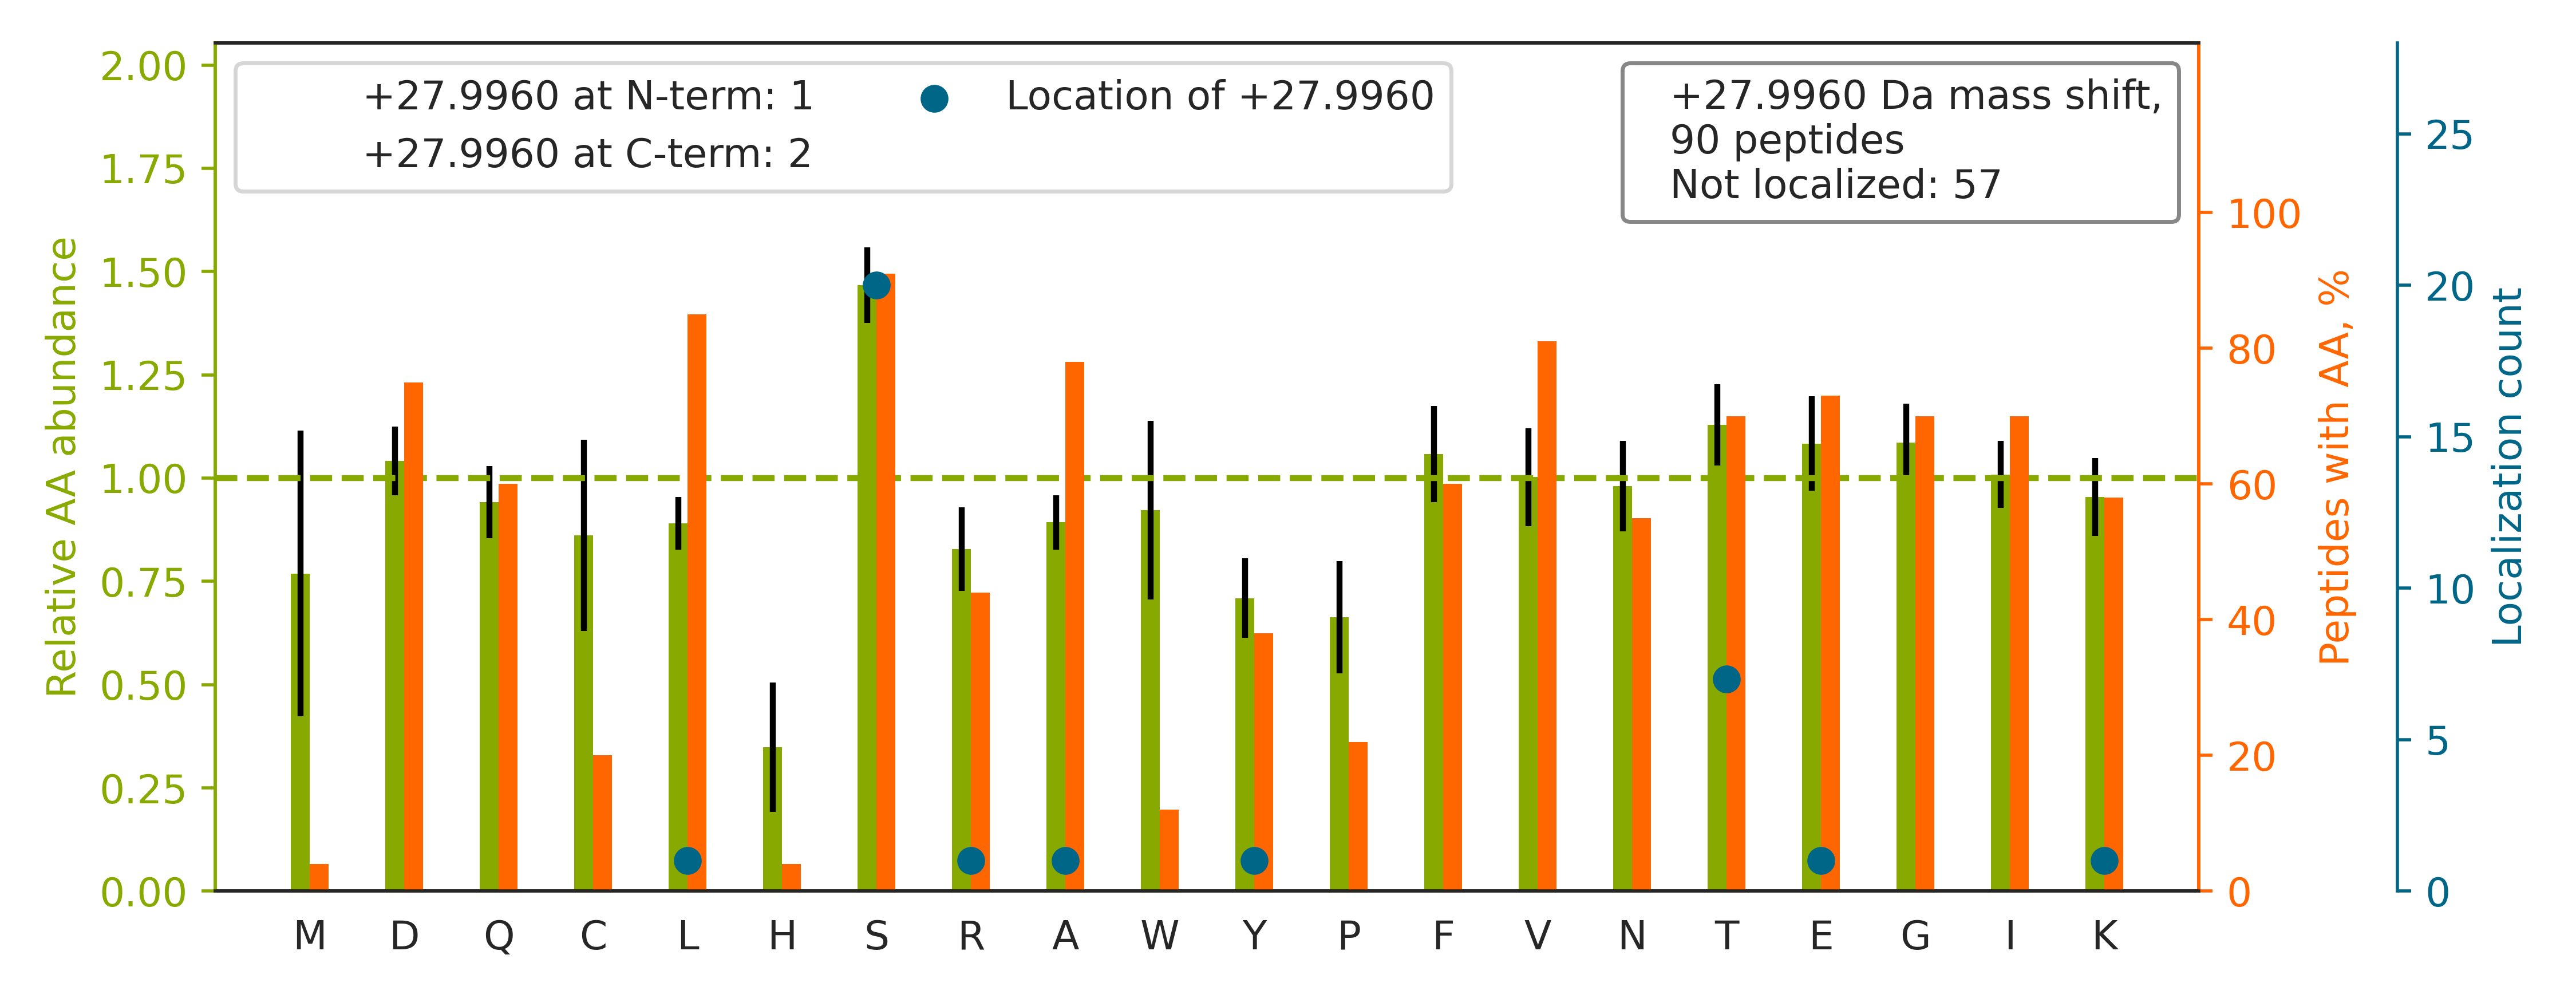 +27.9960 at N-term: 1
+27.9960 at C-term: 2
Location of +27.9960
+27.9960 Da mass shift,
90 peptides
Not localized: 57
Relative AA abundance
2.00
1.75
1.50
1.25
1.00
0.75
0.50
0.25
0.00
M D Q C L H S R A W Y P F V N T E G I K
100
80
60
40
20
0
Peptides with AA, %
25
20
15
10
5
0
Localization count